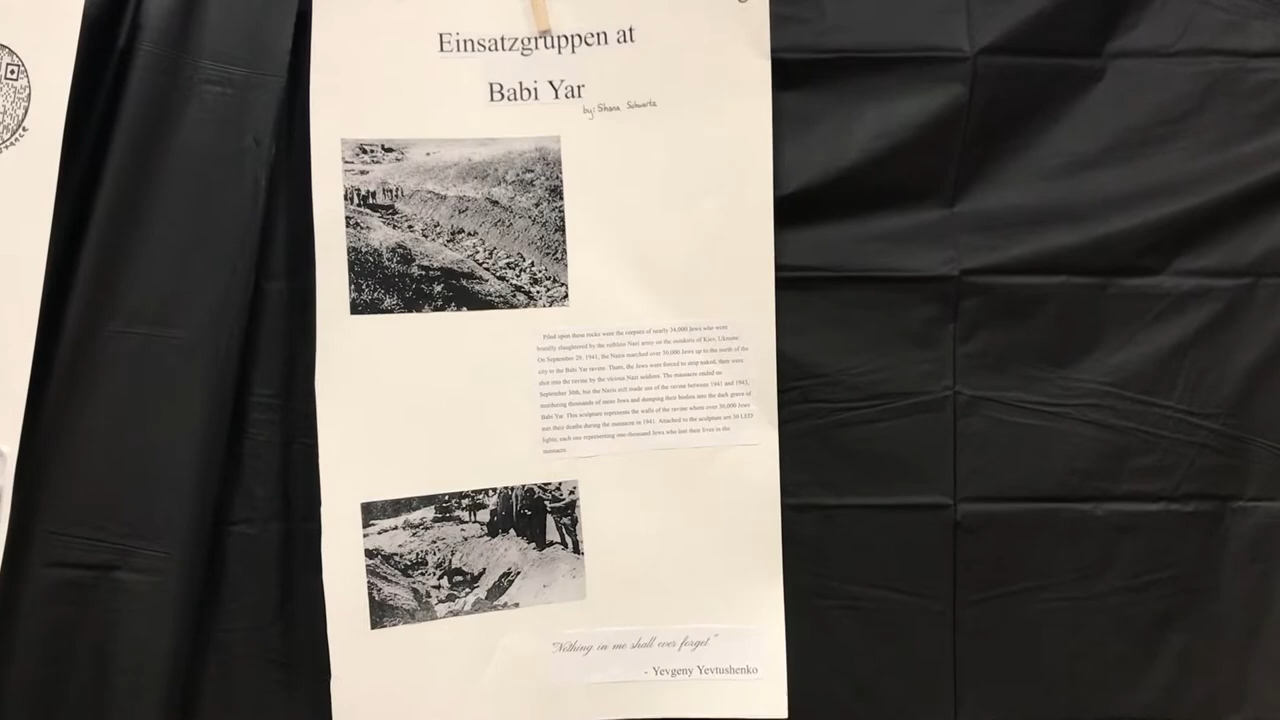 Einsatzgruppen at
Babi Yar
by: Shana Schwartz
Piled upon these rocks were the corpses of nearly 34,000 Jews who were
brutally slaughtered by the ruthless Nazi army on the outskirts of Kiev, Ukraine.
On September 29, 1941, the Nazis marched over 30,000 Jews up to the north of the
city to the Babi Yar ravine. There, the Jews were forced to strip naked, then were
shot into the ravine by the vicious Nazi soldiers. The massacre ended on
September 30th, but the Nazis still made use of the ravine between 1941 and 1943,
murdering thousands of more Jews and dumping their bodies into the dark grave of
Babi Yar. This sculpture represents the walls of the ravine where over 30,000 Jews
met their deaths during the massacre in 1941. Attached to the sculpture are 30 LED
lights, each one representing one-thousand Jews who lost their lives in the
massacre.
"Nothing in me shall ever forget"
- Yevgeny Yevtushenko